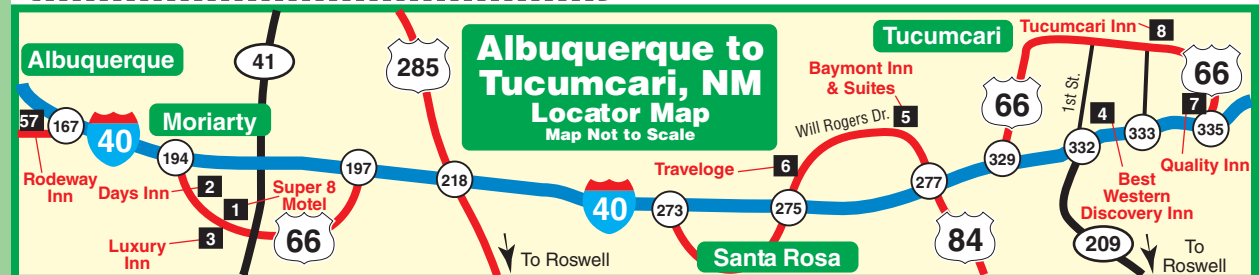 Albuquerque to
Tucumcari, NM
Locator Map
Map Not to Scale
Albuquerque
57
167
Rodeway
Inn
40
Moriarty
194
Days Inn
2
1
Super 8
Motel
3
Luxury
Inn
66
41
197
285
218
To Roswell
40
273
Santa Rosa
275
Traveloge
6
Will Rogers Dr.
Baymont Inn
& Suites
5
277
84
Tucumcari
329
66
Tucumcari Inn
8
1st St.
332
4
Best
Western
Discovery Inn
333
66
7
335
Quality Inn
209
To
Roswell